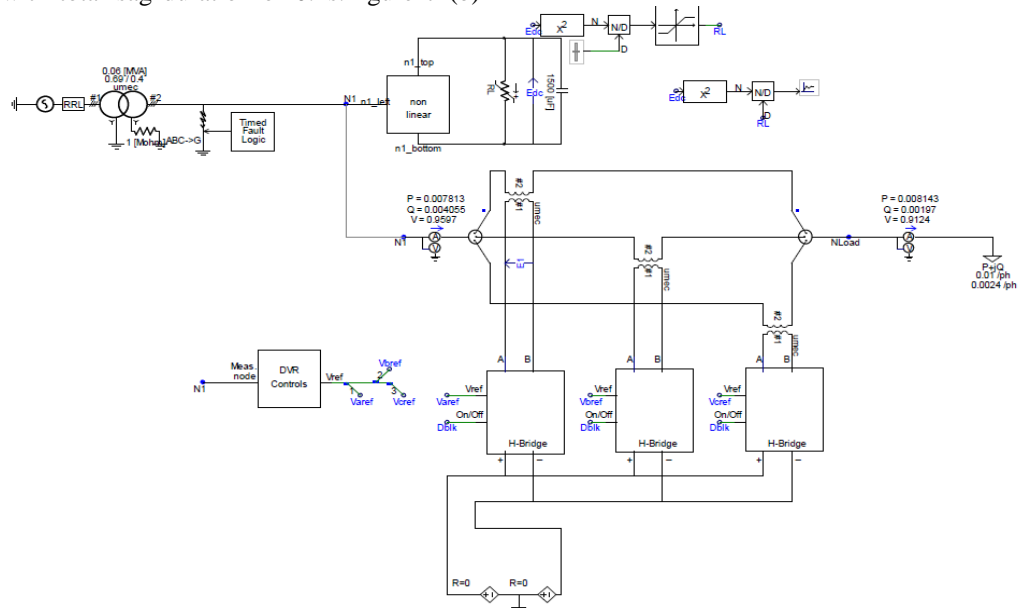 Edc
X²
N
N/D
D
RL
n1_top
0.06 [MVA]
0.69 / 0.4
umec
#1
#2
RRL
1 [Mohm]
ABC->G
Timed
Fault
Logic
N1
n1_left
non
linear
n1_bottom
RL
Edc
1500 [uF]
Edc
X²
N
N/D
D
RL
P = 0.007813
Q = 0.004055
V = 0.9597
N1
A
V
#2
#1
umec
E1
#2
#1
umec
#2
#1
umec
P = 0.008143
Q = 0.00197
V = 0.9124
NLoad
A
V
P+jQ
0.01 /ph
0.0024 /ph
N1
Meas.
node
DVR
Controls
Vref
1
2
3
Varef
Vbref
Vcref
A
B
Varef
Vref
Dblk
On/Off
H-Bridge
+
−
A
B
Vbref
Vref
Dblk
On/Off
H-Bridge
+
−
A
B
Vcref
Vref
Dblk
On/Off
H-Bridge
+
−
R=0
R=0